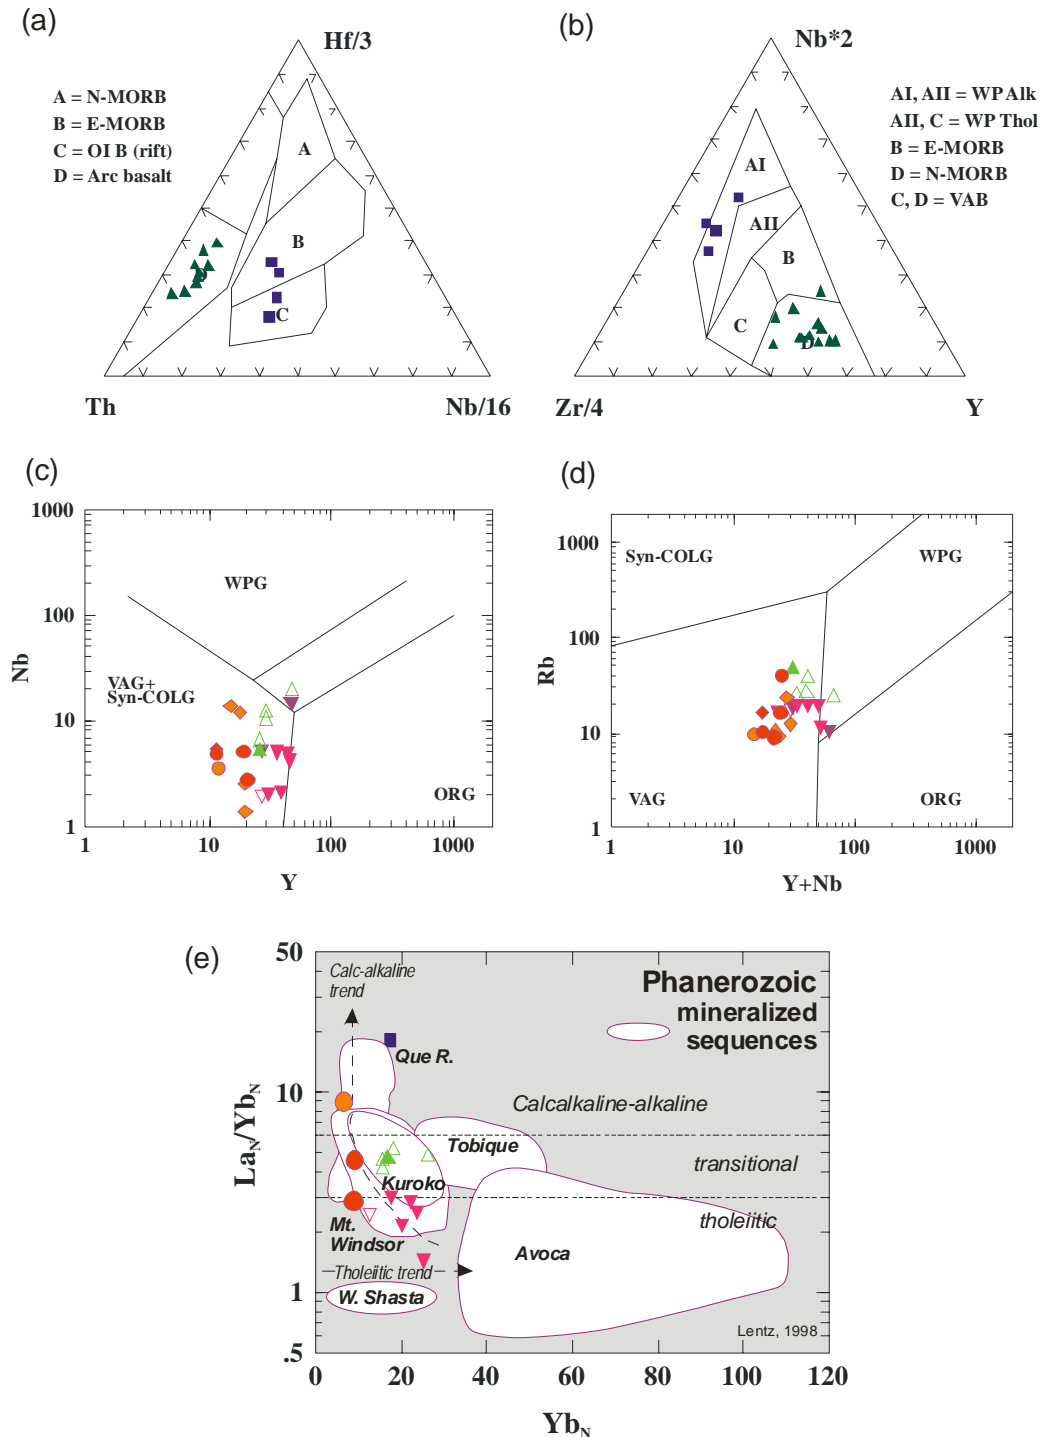 (a)
Hf/3
A = N-MORB
B = E-MORB
C = OI B (rift)
D = Arc basalt
A
B
C
D
Th
Nb/16
(b)
Nb*2
AI, AII = WP Alk
AII, C = WP Thol
B = E-MORB
D = N-MORB
C, D = VAB
AI
AII
B
C
D
Zr/4
Y
(c)
1000
100
10
1
Nb
WPG
VAG+
Syn-COLG
ORG
1
10
100
1000
Y
(d)
1000
100
10
1
Rb
Syn-COLG
WPG
VAG
ORG
1
10
100
1000
Y+Nb
(e)
50
10
1
.5
LaN/YbN
Calc-alkaline
trend
Phanerozoic
mineralized
sequences
Que R.
Calcalkaline-alkaline
Tobique
transitional
Kuroko
tholeiitic
Mt.
Windsor
Avoca
Tholeiitic trend
W. Shasta
Lentz, 1998
0
20
40
60
80
100
120
YbN